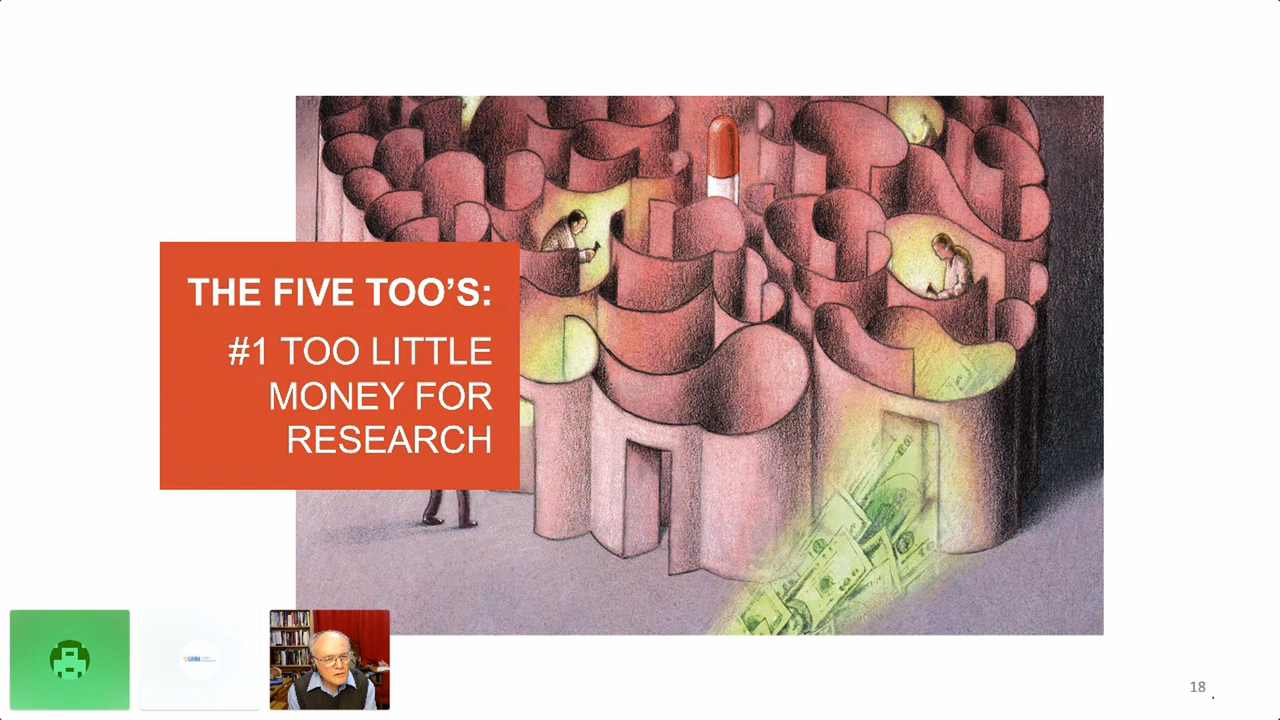 THE FIVE TOO'S:
#1 TOO LITTLE
MONEY FOR
RESEARCH
18